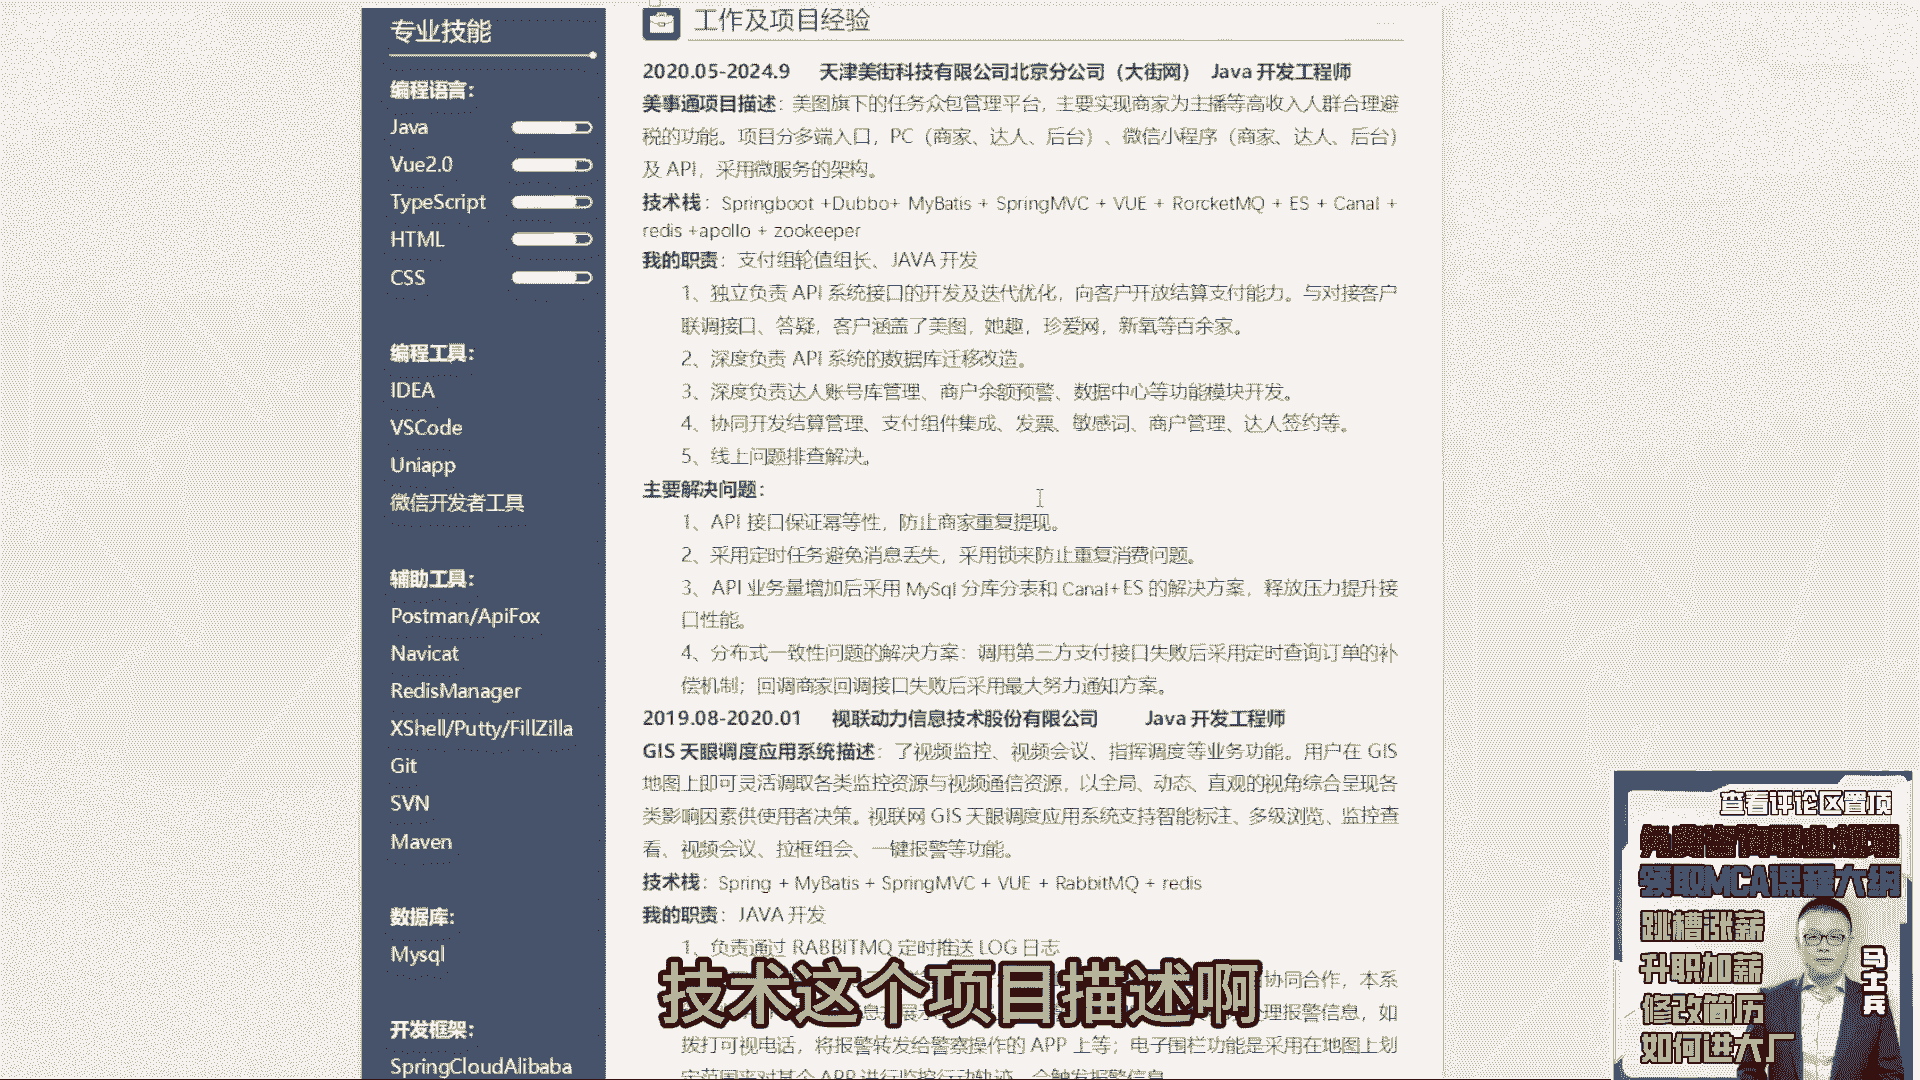 专业技能
编程语言：
Java
Vue2.0
TypeScript
HTML
CSS
编程工具：
IDEA
VSCode
Uniapp
微信开发者工具
辅助工具：
Postman/ApiFox
Navicat
RedisManager
XShell/Putty/FillZilla
Git
SVN
Maven
数据库：
Mysql
开发框架：
SpringCloudAlibaba
工作及项目经验
2020.05-2024.9 天津美街科技有限公司北京分公司（大街网） Java 开发工程师
美事通项目描述：美图旗下的任务众包管理平台，主要实现商家为主播等高收入人群合理避
税的功能。项目分多端入口，PC（商家、达人、后台）、微信小程序（商家、达人、后台）
及 API，采用微服务的架构。
技术栈：Springboot +Dubbo+ MyBatis + SpringMVC + VUE + RorcketMQ + ES + Canal +
redis +apollo + zookeeper
我的职责：支付组轮值组长、JAVA 开发
1、独立负责 API 系统接口的开发及迭代优化，向客户开放结算支付能力。与对接客户
联调接口、答疑，客户涵盖了美图，她趣，珍爱网，新氧等百余家。
2、深度负责 API 系统的数据库迁移改造。
3、深度负责达人账号库管理、商户余额预警、数据中心等功能模块开发。
4、协同开发结算管理、支付组件集成、发票、敏感词、商户管理、达人签约等。
5、线上问题排查解决。
主要解决问题：
1、API 接口保证幂等性，防止商家重复提现。
2、采用定时任务避免消息丢失，采用锁来防止重复消费问题。
3、API 业务量增加后采用 MySql 分库分表和 Canal+ES 的解决方案，释放压力提升接
口性能。
4、分布式一致性问题的解决方案：调用第三方支付接口失败后采用定时查询订单的补
偿机制；回调商家回调接口失败后采用最大努力通知方案。
2019.08-2020.01 视联动力信息技术股份有限公司 Java 开发工程师
GIS 天眼调度应用系统描述：了视频监控、视频会议、指挥调度等业务功能。用户在 GIS
地图上即可灵活调取各类监控资源与视频通信资源，以全局、动态、直观的视角综合呈现各
类影响因素供使用者决策。视联网 GIS 天眼调度应用系统支持智能标注、多级浏览、监控查
看、视频会议、拉框组会、一键报警等功能。
技术栈：Spring + MyBatis + SpringMVC + VUE + RabbitMQ + redis
我的职责：JAVA 开发
1、负责通过 RABBITMQ 定时推送 LOG 日志
协同合作，本系
理报警信息，如
拨打可视电话，将报警转发给警察操作的 APP 上等；电子围栏功能是采用在地图上划
定范围来对某个 APP 进行监控行动轨迹，会触发报警信息
技术这个项目描述啊
查看评论区置顶
免费咨询职业规划
领取MCA课程大纲
跳槽涨薪
升职加薪
修改简历
如何进大厂
马士兵